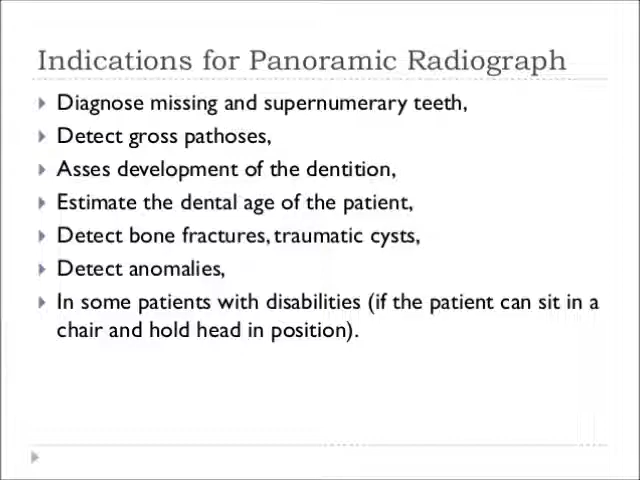 Indications for Panoramic Radiograph
Diagnose missing and supernumerary teeth,
Detect gross pathoses,
Asses development of the dentition,
Estimate the dental age of the patient,
Detect bone fractures, traumatic cysts,
Detect anomalies,
In some patients with disabilities (if the patient can sit in a
chair and hold head in position).